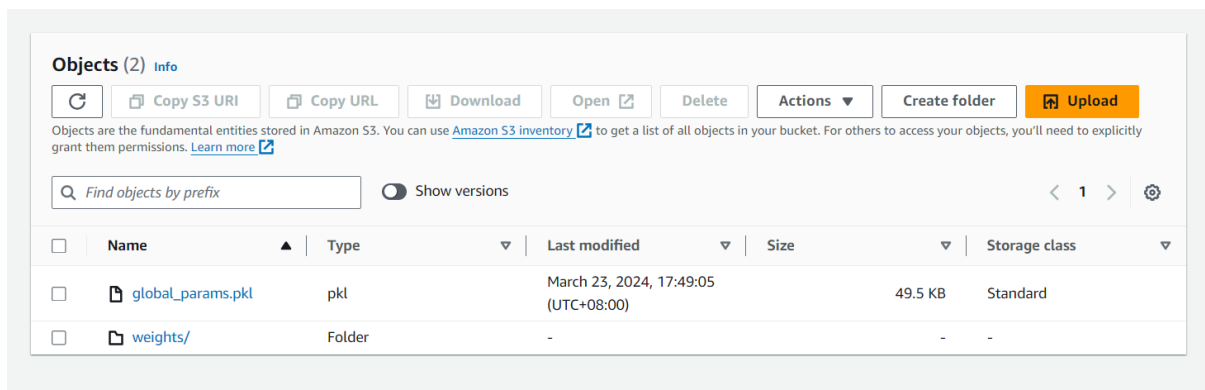 Objects (2) Info
Copy S3 URI Copy URL Download Open Delete Actions Create folder Upload
Objects are the fundamental entities stored in Amazon S3. You can use Amazon S3 inventory to get a list of all objects in your bucket. For others to access your objects, you'll need to explicitly
grant them permissions. Learn more
Find objects by prefix Show versions 1
Name Type Last modified Size Storage class
global_params.pkl pkl March 23, 2024, 17:49:05 49.5 KB Standard
(UTC+08:00)
weights/ Folder - - -